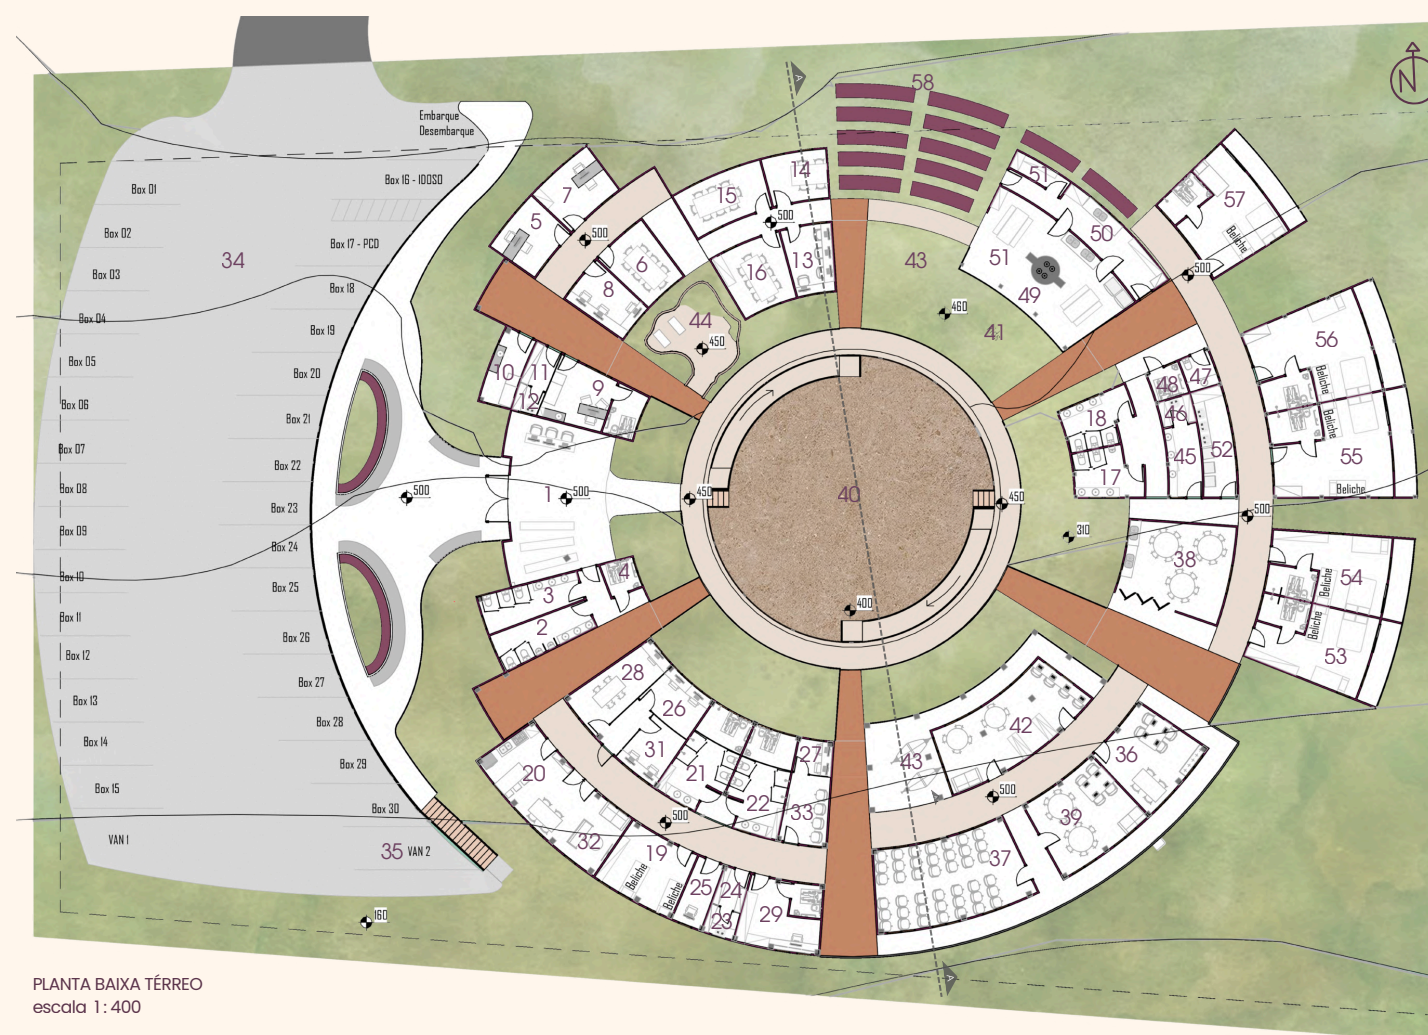 58
A
N
Embarque
Desembarque
Box 01
Box 16 - IDOSO
Box 02
Box 17 - PCD
Box 03
34
Box 18
Box 04
Box 19
Box 05
Box 20
Box 06
Box 21
Box 07
Box 22
Box 08
Box 23
Box 09
Box 24
Box 10
Box 25
Box 11
Box 26
Box 12
Box 27
Box 13
Box 28
Box 14
Box 29
Box 15
Box 30
VAN 1
35 VAN 2
160
7
5
500
6
8
15
14
500
16
13
44
450
43
460
41
51
50
51
49
57
Beliche
500
10
11
12
9
1
500
500
450
40
450
400
310
18
17
48
47
46
45
52
56
Beliche
Beliche
55
Beliche
500
38
54
Beliche
Beliche
53
4
3
2
28
26
31
21
27
22
33
20
32
500
19
Beliche
Beliche
25
24
23
29
43
42
500
36
39
37
A
PLANTA BAIXA TÉRREO
escala 1:400